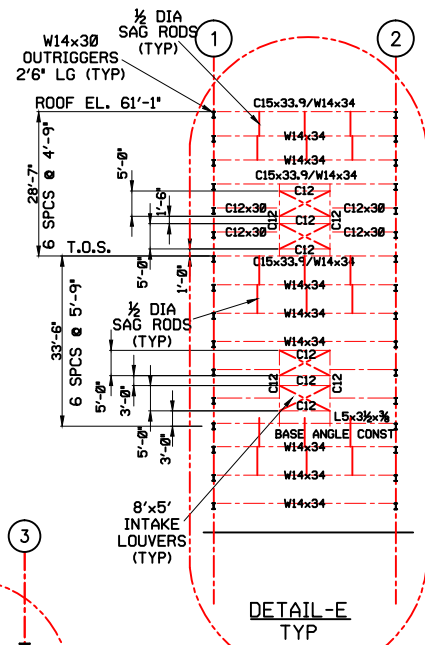 ½ DIA
SAG RODS
(TYP)
1
2
W14x30
OUTRIGGERS
2'6" LG (TYP)
ROOF EL. 61'-1"
C15x33.9/W14x34
W14x34
W14x34
28'-7"
6 SPCS @ 4'-9"
5'-0"
1'-6"
C15x33.9/W14x34
C12
C12x30
C12x30
C12
C12x30
C12
C12
C12x30
C12
T.O.S.
5'-0"
1'-0"
C15x33.9/W14x34
W14x34
½ DIA
SAG RODS
(TYP)
W14x34
33'-6"
6 SPCS @ 5'-9"
W14x34
C12
C12
C12
C12
C12
5'-0"
3'-0"
5'-0"
3'-0"
L5x3½x⅜
BASE ANGLE CONST
W14x34
W14x34
W14x34
8'x5'
INTAKE
LOUVERS
(TYP)
3
DETAIL-E
TYP